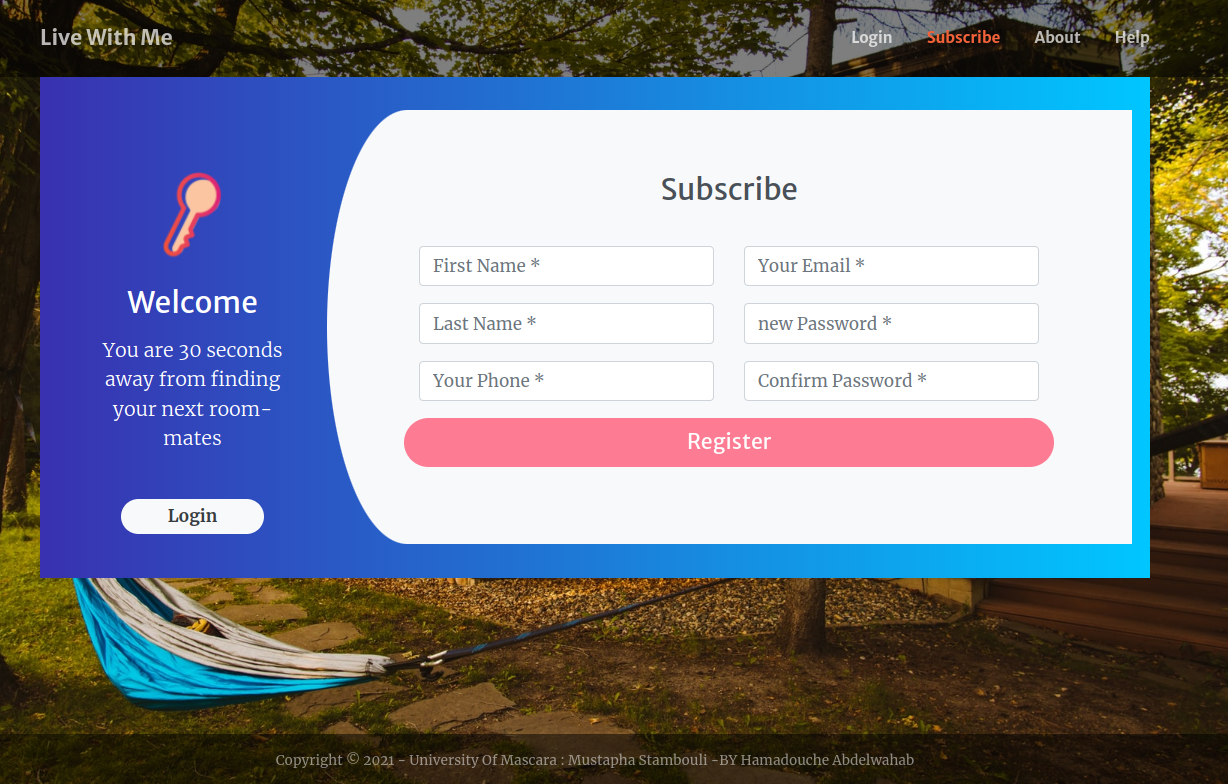 Live With Me
Login Subscribe About Help
Welcome
You are 30 seconds
away from finding
your next room-
mates
Login
Subscribe
First Name *
Your Email *
Last Name *
new Password *
Your Phone *
Confirm Password *
Register
Copyright © 2021 - University Of Mascara : Mustapha Stambouli -BY Hamadouche Abdelwahab